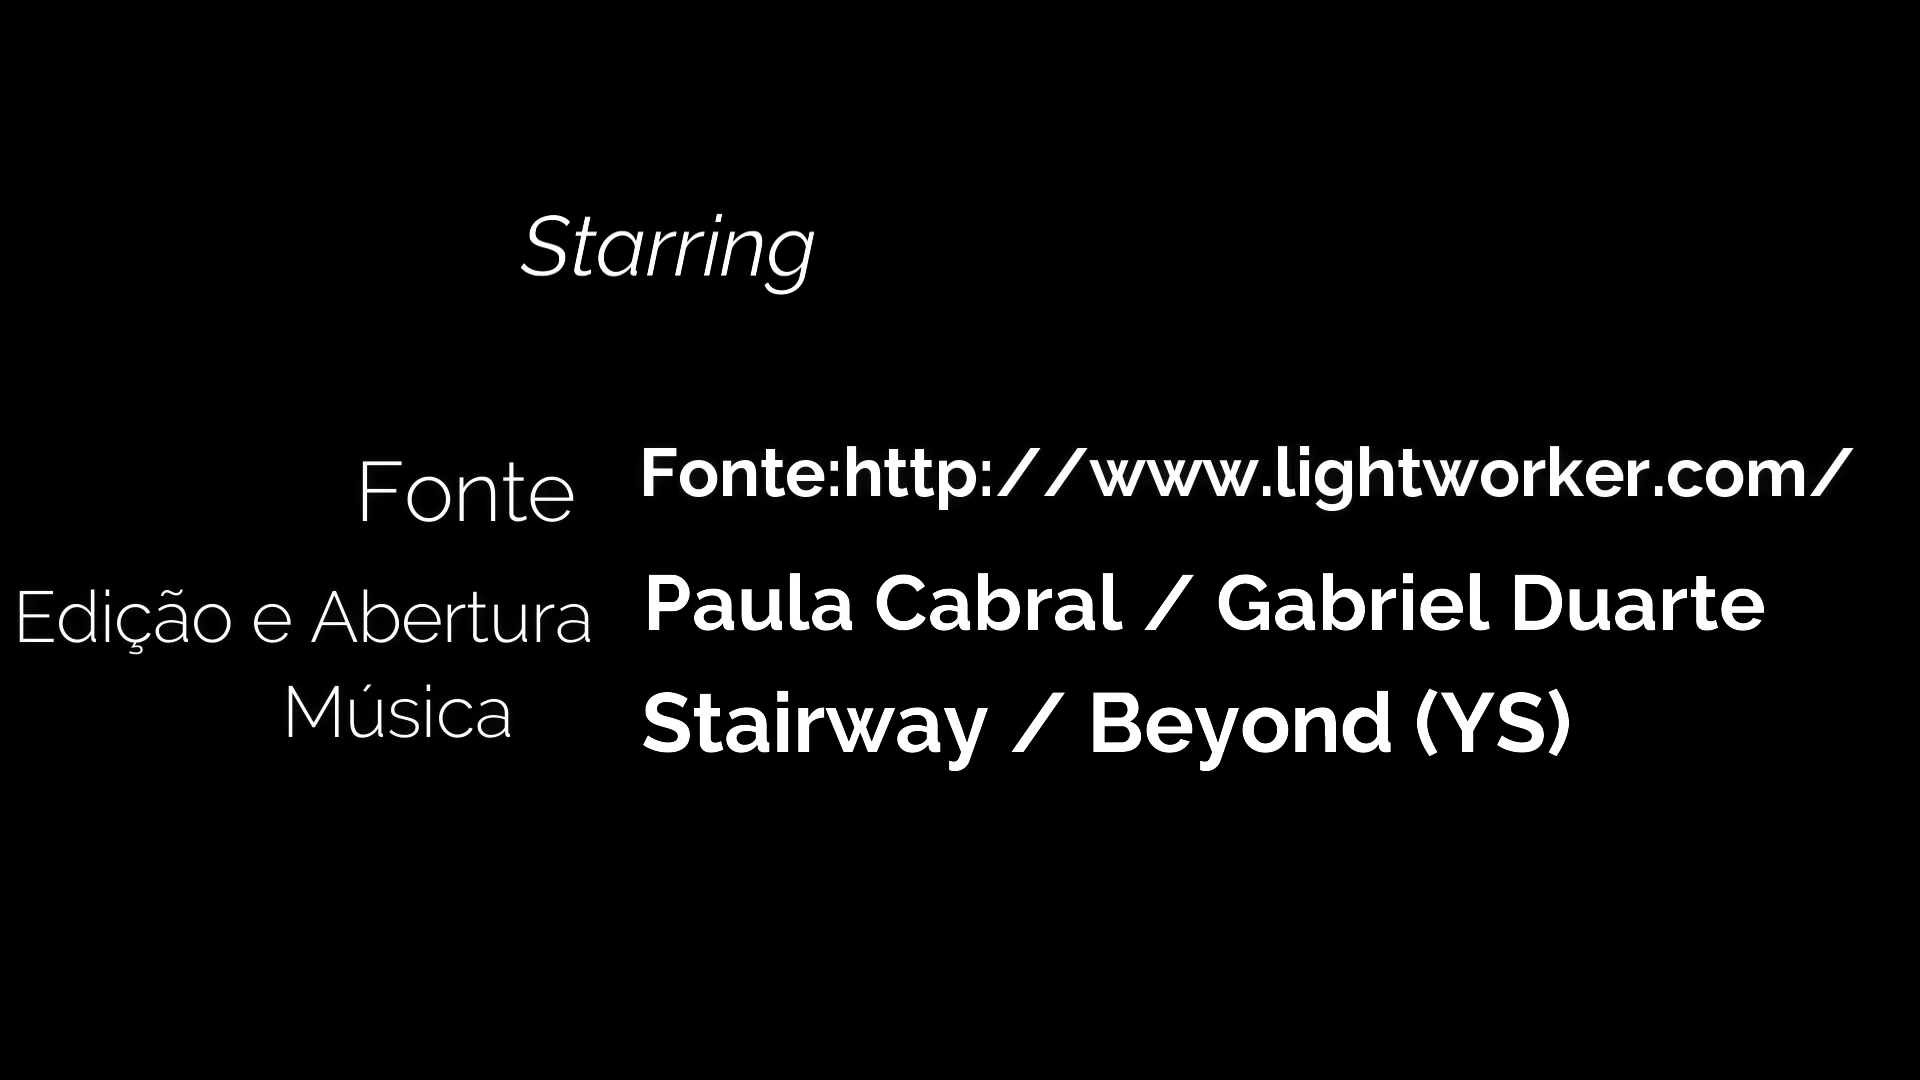 Starring
Fonte Fonte:http://www.lightworker.com/
Edição e Abertura Paula Cabral / Gabriel Duarte
Música Stairway / Beyond (YS)